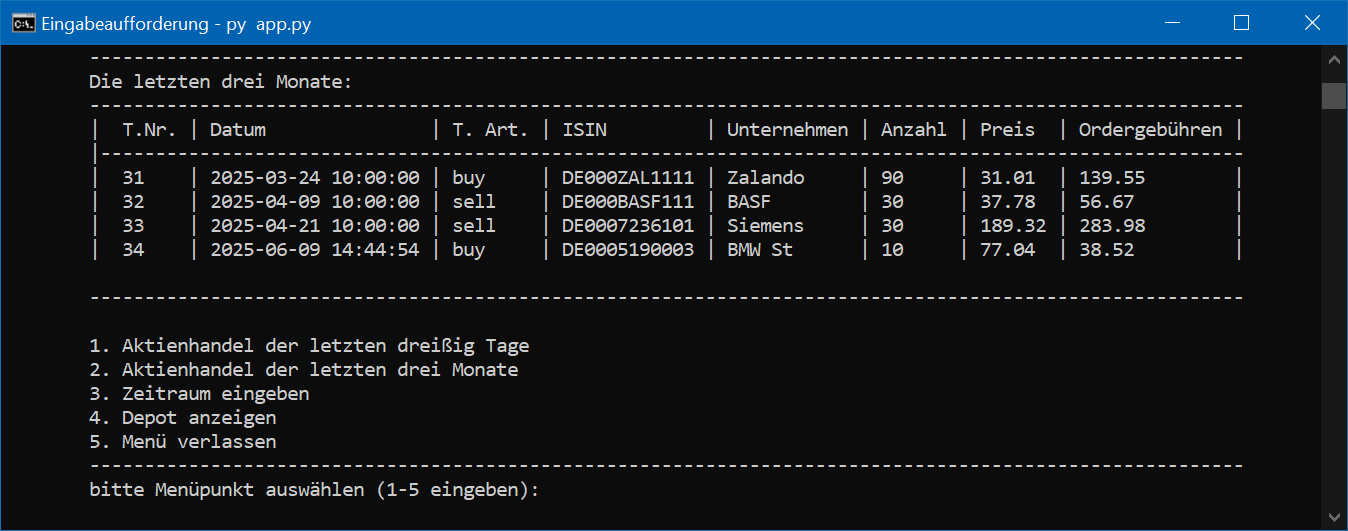 Eingabeaufforderung - py  app.py
---------------------------------------------------------------------------------------------------------
Die letzten drei Monate:
---------------------------------------------------------------------------------------------------------
|  T.Nr. | Datum               | T. Art. | ISIN         | Unternehmen | Anzahl | Preis  | Ordergebühren |
|--------------------------------------------------------------------------------------------------------
|  31    | 2025-03-24 10:00:00 | buy     | DE000ZAL1111 | Zalando     | 90     | 31.01  | 139.55        |
|  32    | 2025-04-09 10:00:00 | sell    | DE000BASF111 | BASF        | 30     | 37.78  | 56.67         |
|  33    | 2025-04-21 10:00:00 | sell    | DE0007236101 | Siemens     | 30     | 189.32 | 283.98        |
|  34    | 2025-06-09 14:44:54 | buy     | DE0005190003 | BMW St      | 10     | 77.04  | 38.52         |
---------------------------------------------------------------------------------------------------------
1. Aktienhandel der letzten dreißig Tage
2. Aktienhandel der letzten drei Monate
3. Zeitraum eingeben
4. Depot anzeigen
5. Menü verlassen
---------------------------------------------------------------------------------------------------------
bitte Menüpunkt auswählen (1-5 eingeben):